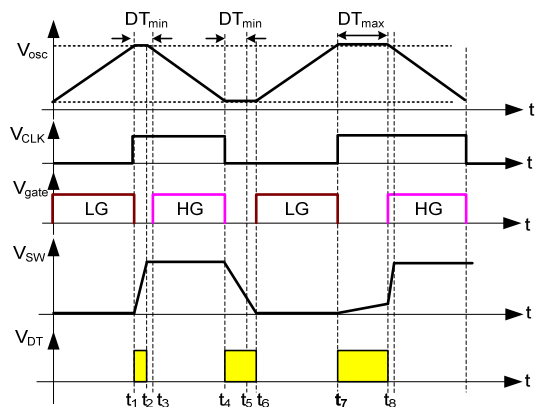 DTmin DTmin DTmax
Vosc
t
VCLK
t
Vgate
LG HG LG HG
t
VSW
t
VDT
t
t1 t2 t3 t4 t5 t6 t7 t8